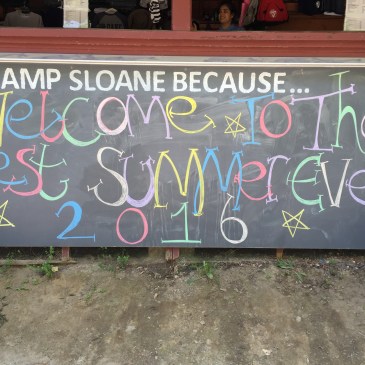 AMP SLOANE BECAUSE...
Welcome To The
est Summer Ever
2016